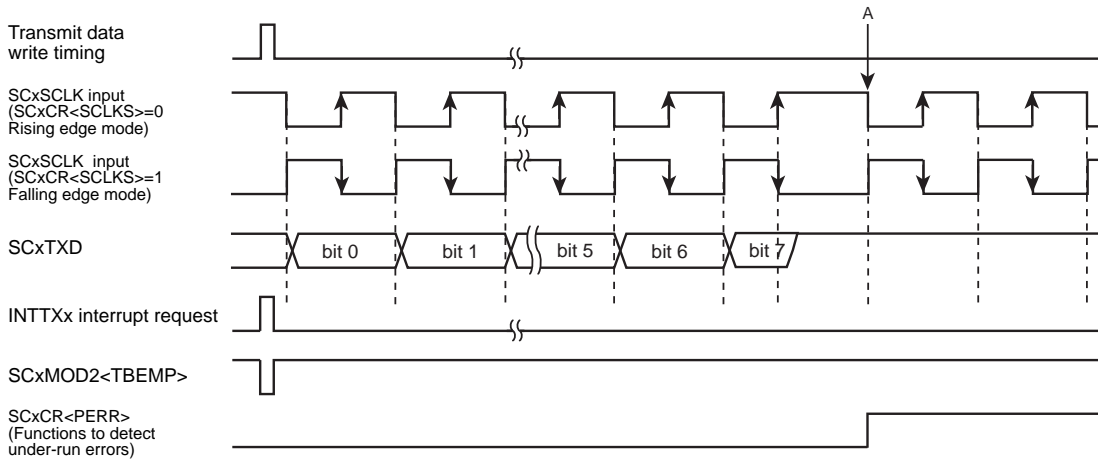 A
Transmit data
write timing
SCxSCLK input
(SCxCR<SCLKS>=0
Rising edge mode)
SCxSCLK input
(SCxCR<SCLKS>=1
Falling edge mode)
SCxTXD
bit 0
bit 1
bit 5
bit 6
bit 7
INTTXx interrupt request
SCxMOD2<TBEMP>
SCxCR<PERR>
(Functions to detect
under-run errors)